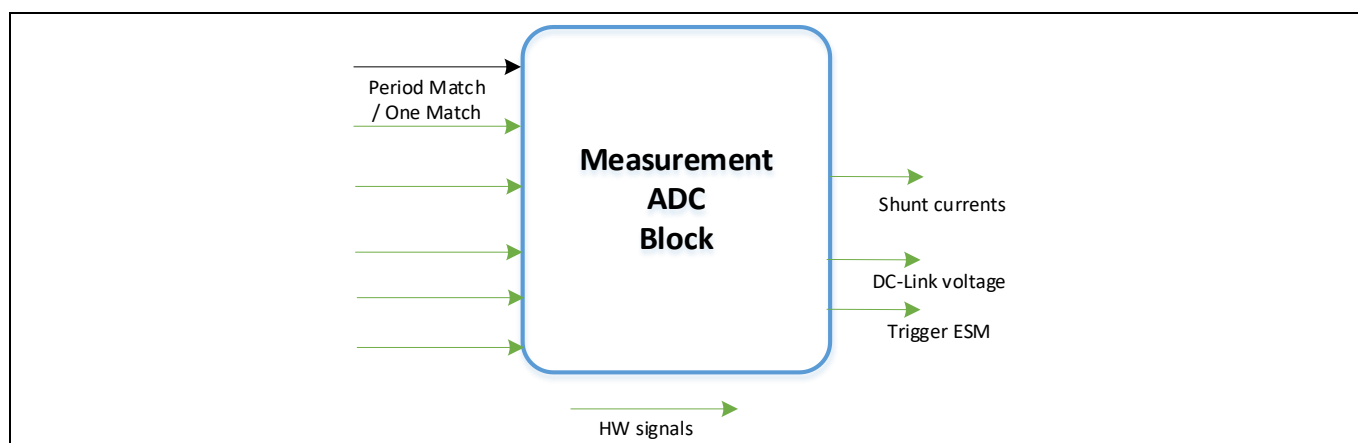 Period Match
/ One Match
Measurement
ADC
Block
Shunt currents
DC-Link voltage
Trigger ESM
HW signals